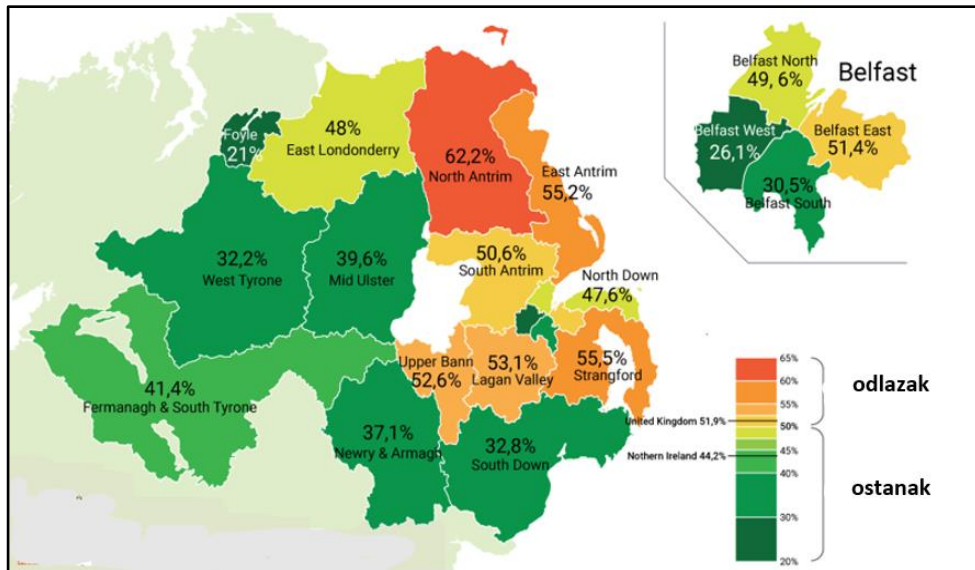 Belfast
Belfast North
49, 6%
Belfast West
26,1%
Belfast East
51,4%
30,5%
Belfast South
Foyle
21%
48%
East Londonderry
62,2%
North Antrim
East Antrim
55,2%
32,2%
West Tyrone
39,6%
Mid Ulster
50,6%
South Antrim
North Down
47,6%
41,4%
Fermanagh & South Tyrone
Upper Bann
52,6%
53,1%
Lagan Valley
55,5%
Strangford
37,1%
Newry & Armagh
32,8%
South Down
65%
60%
55%
United Kingdom 51,9%
50%
45%
Nothern Ireland 44,2%
40%
30%
20%
odlazak
ostanak